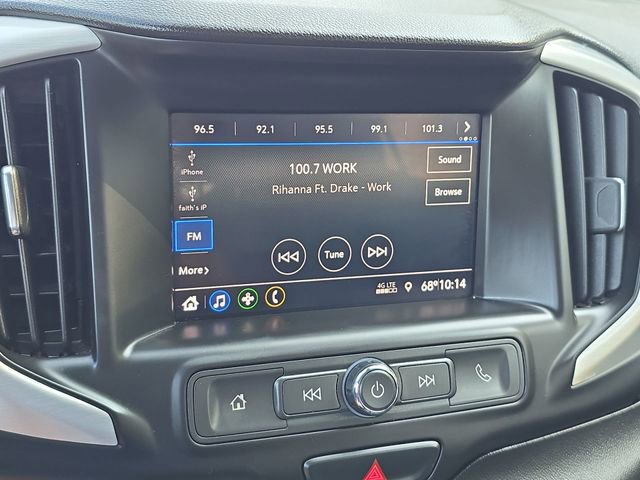 96.5 92.1 95.5 99.1 101.3
iPhone
100.7 WORK
Sound
Rihanna Ft. Drake - Work
faith's iP
Browse
FM
Tune
More
4G LTE
68° 10:14